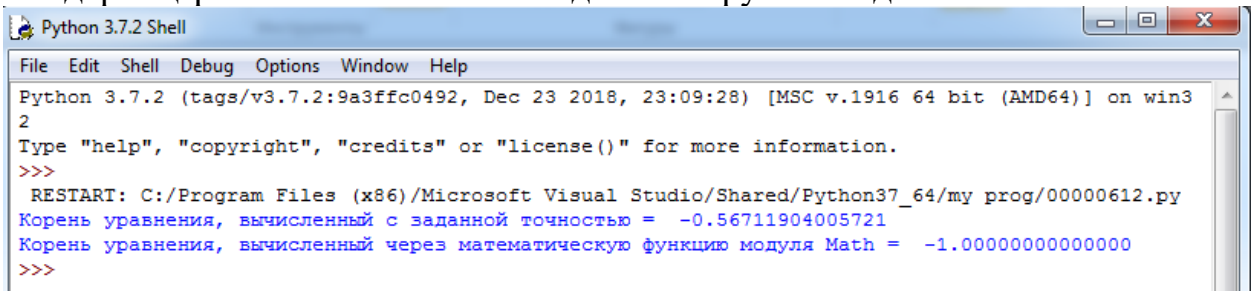 Python 3.7.2 Shell
File Edit Shell Debug Options Window Help
Python 3.7.2 (tags/v3.7.2:9a3ffc0492, Dec 23 2018, 23:09:28) [MSC v.1916 64 bit (AMD64)] on win3
2
Type "help", "copyright", "credits" or "license()" for more information.
>>>
RESTART: C:/Program Files (x86)/Microsoft Visual Studio/Shared/Python37_64/my prog/00000612.py
Корень уравнения, вычисленный с заданной точностью = -0.56711904005721
Корень уравнения, вычисленный через математическую функцию модуля Math = -1.00000000000000
>>>